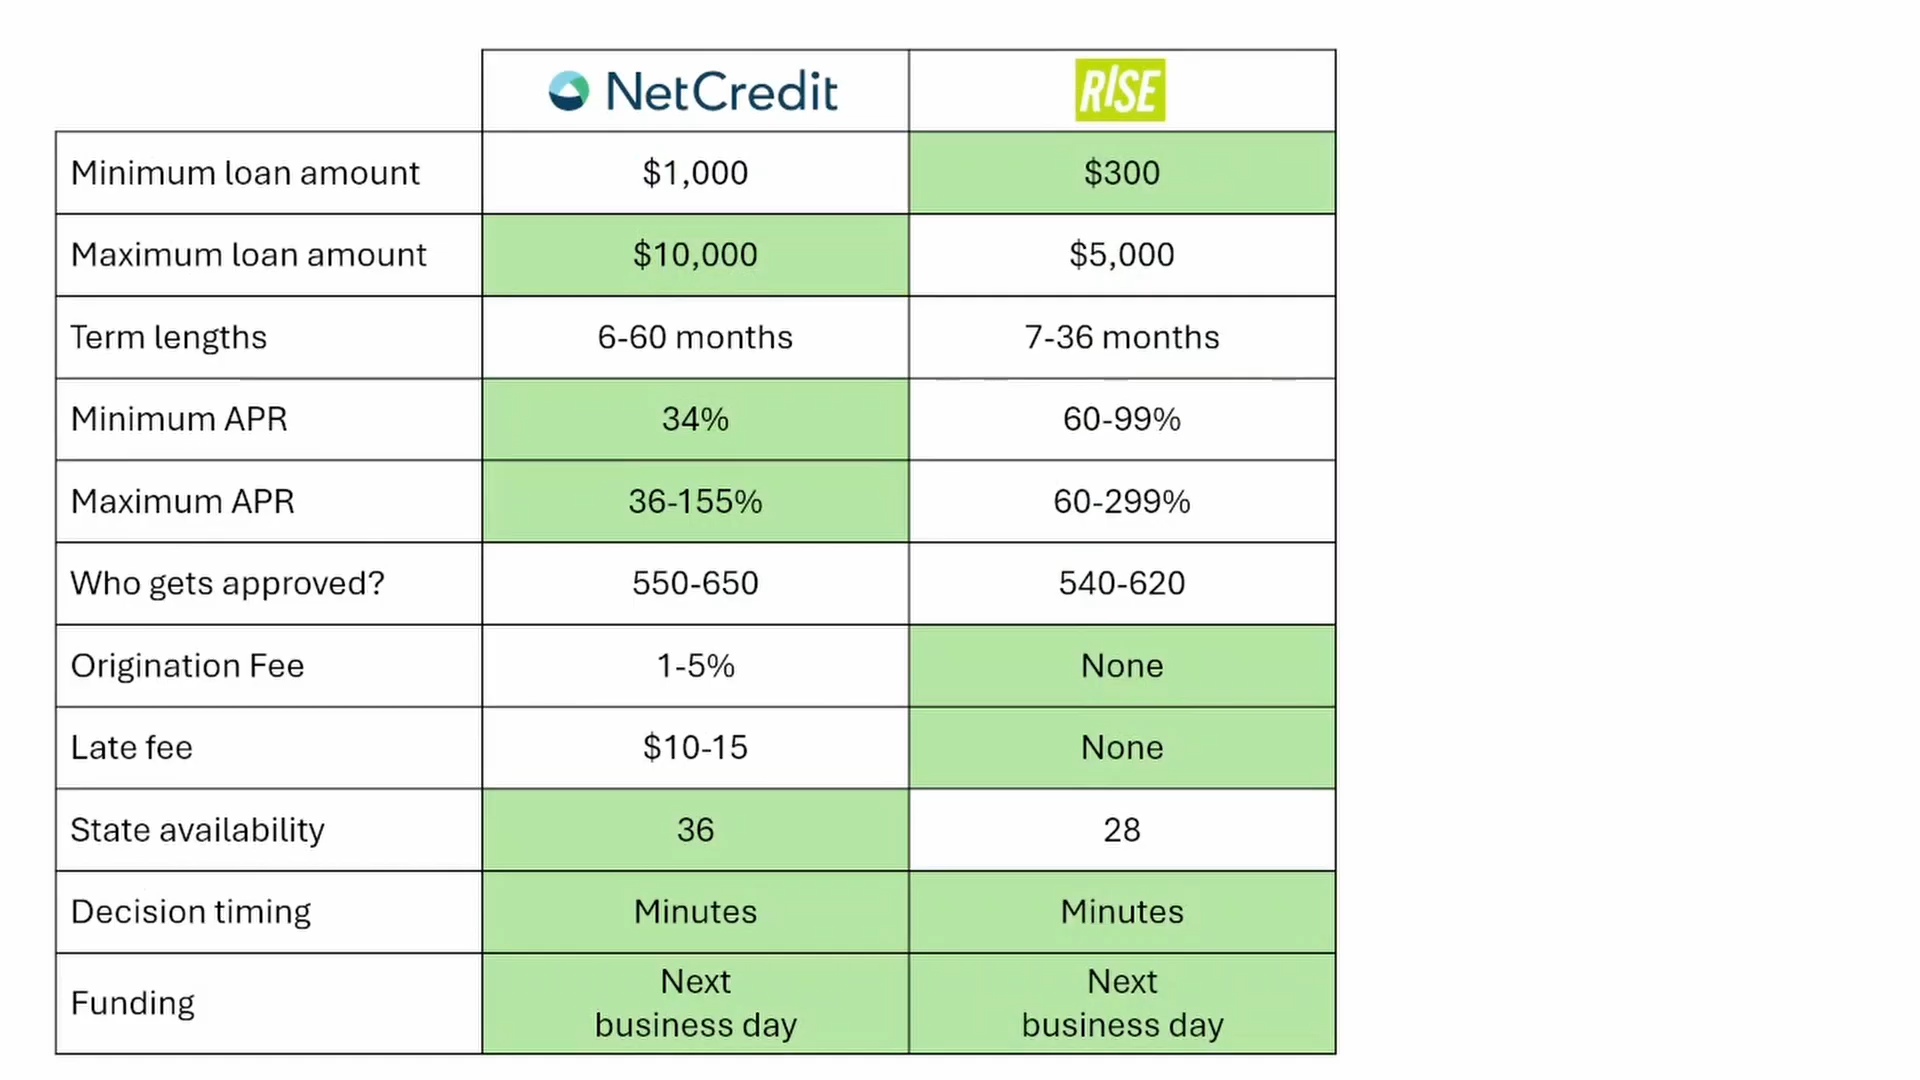 NetCredit RISE
Minimum loan amount $1,000 $300
Maximum loan amount $10,000 $5,000
Term lengths 6-60 months 7-36 months
Minimum APR 34% 60-99%
Maximum APR 36-155% 60-299%
Who gets approved? 550-650 540-620
Origination Fee 1-5% None
Late fee $10-15 None
State availability 36 28
Decision timing Minutes Minutes
Funding Next business day Next business day